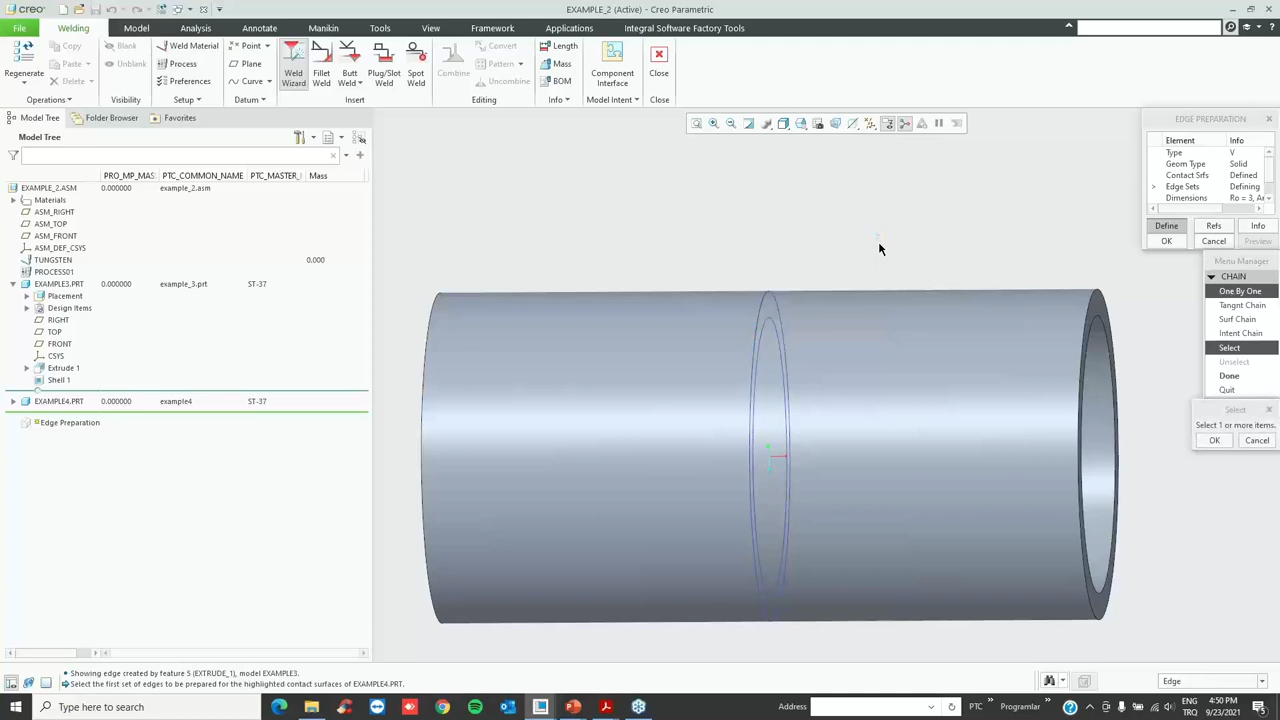 creo
EXAMPLE_2 (Active) - Creo Parametric
File
Welding
Model
Analysis
Annotate
Manikin
Tools
View
Framework
Applications
Integral Software Factory Tools
Regenerate
Copy
Paste
Delete
Operations
Blank
Unblank
Visibility
Weld Material
Process
Preferences
Setup
Point
Plane
Curve
Datum
Weld Wizard
Fillet Weld
Butt Weld
Plug/Slot Weld
Spot Weld
Insert
Combine
Convert
Pattern
Uncombine
Editing
Length
Mass
BOM
Info
Component Interface
Model Intent
Close
Close
Model Tree
Folder Browser
Favorites
Model Tree
PRO_MP_MAS
PTC_COMMON_NAME
PTC_MASTER_
Mass
EXAMPLE_2.ASM 0.000000 example_2.asm
Materials
ASM_RIGHT
ASM_TOP
ASM_FRONT
ASM_DEF_CSYS
TUNGSTEN 0.000
PROCESS01
EXAMPLE3.PRT 0.000000 example_3.prt ST-37
Placement
Design Items
RIGHT
TOP
FRONT
CSYS
Extrude 1
Shell 1
EXAMPLE4.PRT 0.000000 example4 ST-37
Edge Preparation
EDGE PREPARATION
Element Info
Type V
Geom Type Solid
Contact Srfs Defined
Edge Sets Defining
Dimensions Ro = 3, A
Define
Refs
Info
OK
Cancel
Preview
Menu Manager
CHAIN
One By One
Tangnt Chain
Surf Chain
Intent Chain
Select
Unselect
Done
Quit
Select
Select 1 or more items.
OK
Cancel
Showing edge created by feature 5 (EXTRUDE_1), model EXAMPLE3.
Select the first set of edges to be prepared for the highlighted contact surfaces of EXAMPLE4.PRT.
Edge
Type here to search
Address
PTC
Programlar
ENG
TRQ
4:50 PM
9/23/2021